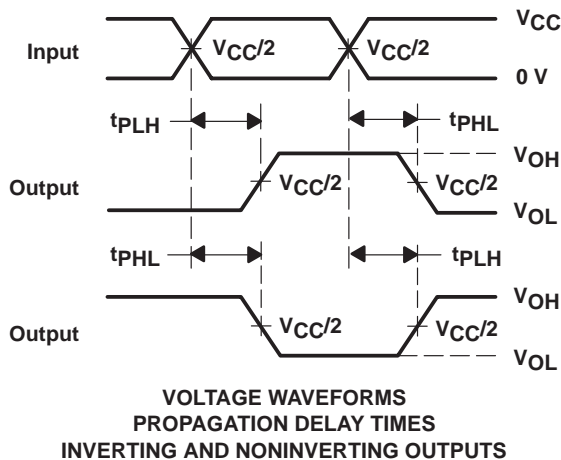 VCC
Input
VCC/2
VCC/2
0 V
tPLH
tPHL
VOH
Output
VCC/2
VCC/2
VOL
tPHL
tPLH
VOH
Output
VCC/2
VCC/2
VOL
VOLTAGE WAVEFORMS
PROPAGATION DELAY TIMES
INVERTING AND NONINVERTING OUTPUTS